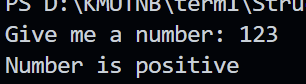 PS D:\KMUTNB\term1\Stru
Give me a number: 123
Number is positive